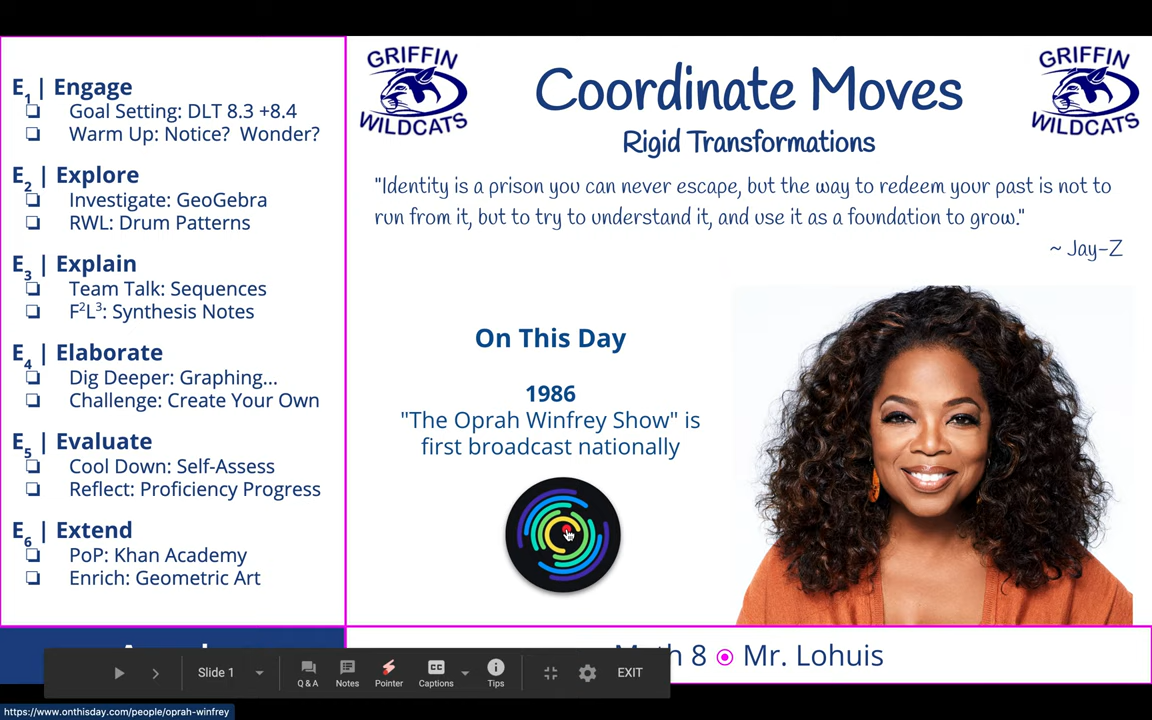 E1 | Engage
❏ Goal Setting: DLT 8.3 +8.4
❏ Warm Up: Notice? Wonder?
E2 | Explore
❏ Investigate: GeoGebra
❏ RWL: Drum Patterns
E3 | Explain
❏ Team Talk: Sequences
❏ F²L³: Synthesis Notes
E4 | Elaborate
❏ Dig Deeper: Graphing...
❏ Challenge: Create Your Own
E5 | Evaluate
❏ Cool Down: Self-Assess
❏ Reflect: Proficiency Progress
E6 | Extend
❏ PoP: Khan Academy
❏ Enrich: Geometric Art
GRIFFIN
WILDCATS
Coordinate Moves
Rigid Transformations
GRIFFIN
WILDCATS
"Identity is a prison you can never escape, but the way to redeem your past is not to
run from it, but to try to understand it, and use it as a foundation to grow."
~ Jay-Z
On This Day
1986
"The Oprah Winfrey Show" is
first broadcast nationally
8 Mr. Lohuis
Slide 1
Q & A
Notes
Pointer
Captions
Tips
EXIT
https://www.onthisday.com/people/oprah-winfrey